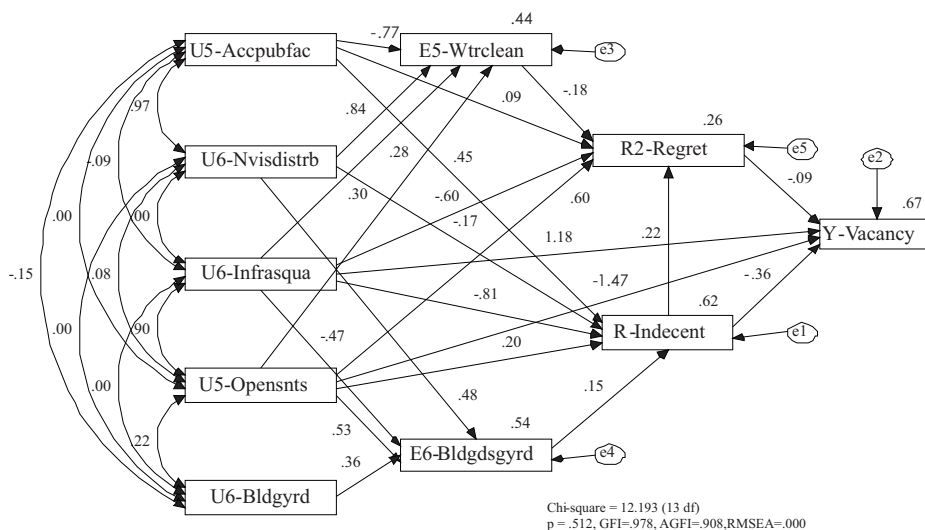 .44
-.77
U5-Accpubfac
E5-Wtrclean
e3
.09
-.18
.97
.84
.26
.28
.45
e5
R2-Regret
e2
U6-Nvisdistrb
-.09
-.09
.30
-.60
.60
.67
-.17
.00
.00
.22
Y-Vacancy
1.18
-.15
.08
U6-Infrasqua
-1.47
-.36
-.81
.62
.00
.90
-.47
R-Indecent
e1
.20
.00
U5-Opensnts
.15
.48
.54
.22
.53
E6-Bldgdsgyrd
e4
.36
U6-Bldgyrd
Chi-square = 12.193 (13 df)
p = .512, GFI=.978, AGFI=.908,RMSEA=.000